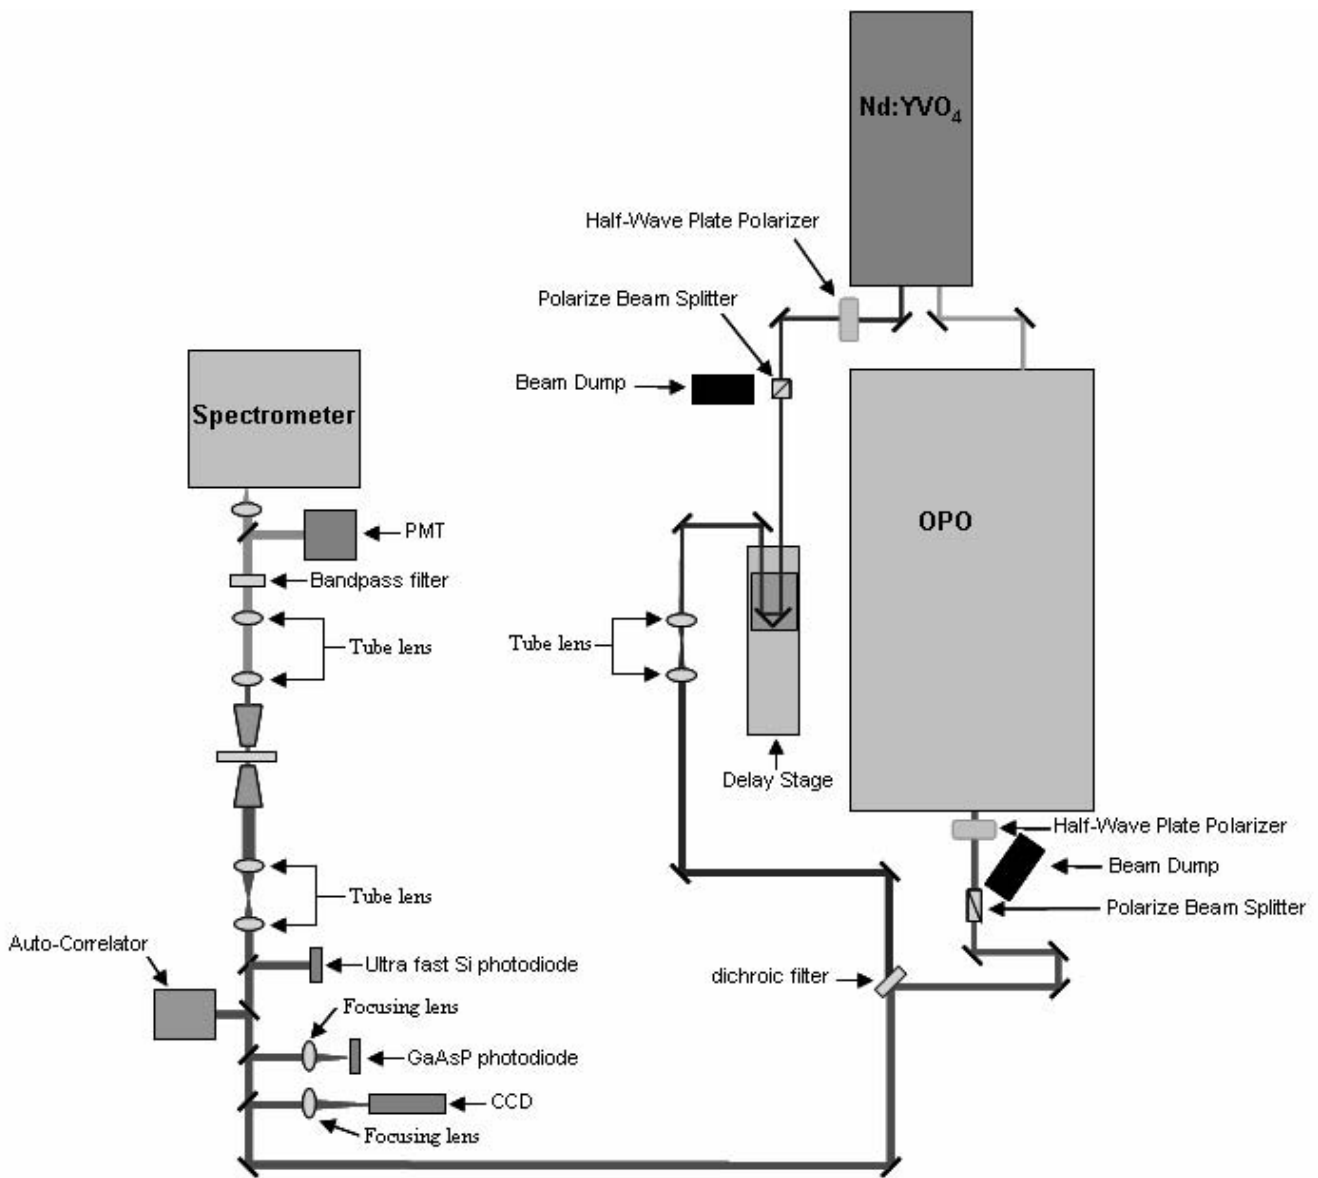 Nd:YVO4
Half-Wave Plate Polarizer
Polarize Beam Splitter
Beam Dump
Spectrometer
OPO
PMT
Bandpass filter
Tube lens
Tube lens
Delay Stage
Half-Wave Plate Polarizer
Beam Dump
Tube lens
Polarize Beam Splitter
Auto-Correlator
Ultra fast Si photodiode
dichroic filter
Focusing lens
GaAsP photodiode
CCD
Focusing lens